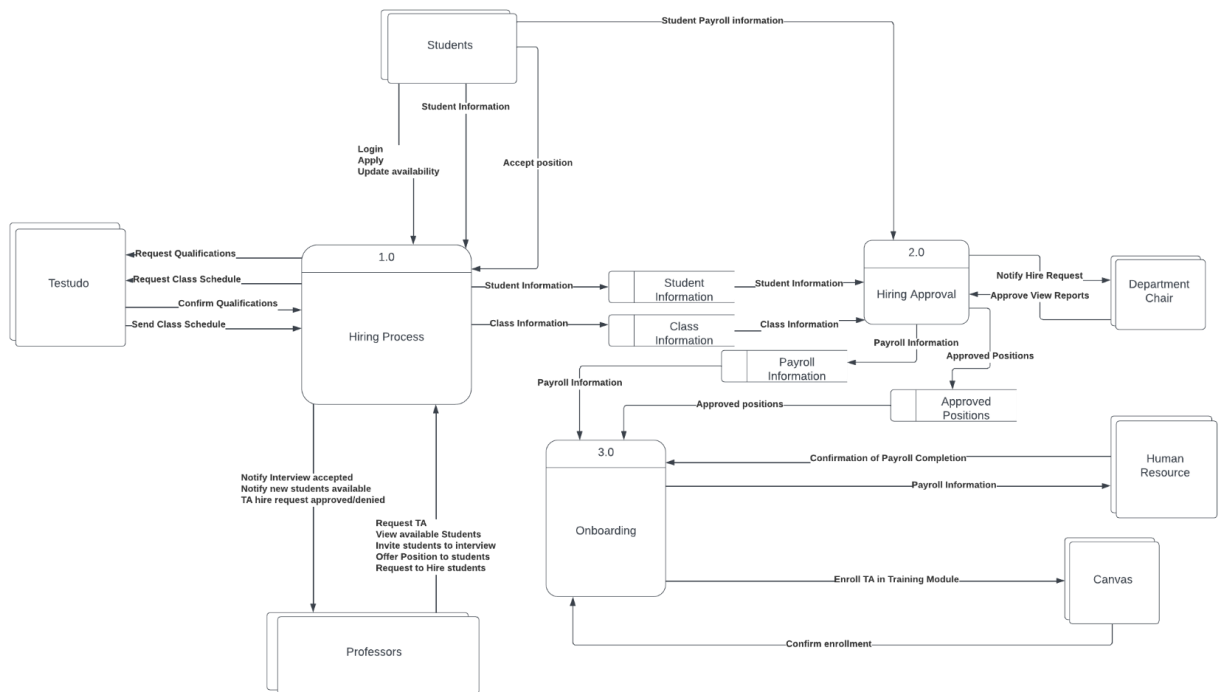 Student Payroll information
Students
Student Information
Login
Apply
Update availability
Accept position
Testudo
Request Qualifications
Request Class Schedule
Confirm Qualifications
Send Class Schedule
1.0
Hiring Process
Student Information
Class Information
Student
Information
Class
Information
Student Information
Class Information
2.0
Hiring Approval
Notify Hire Request
Approve View Reports
Department
Chair
Payroll Information
Approved Positions
Payroll
Information
Payroll Information
Approved
Positions
Approved positions
3.0
Onboarding
Confirmation of Payroll Completion
Payroll Information
Human
Resource
Enroll TA in Training Module
Canvas
Confirm enrollment
Notify Interview accepted
Notify new students available
TA hire request approved/denied
Request TA
View available Students
Invite students to interview
Offer Position to students
Request to Hire students
Professors